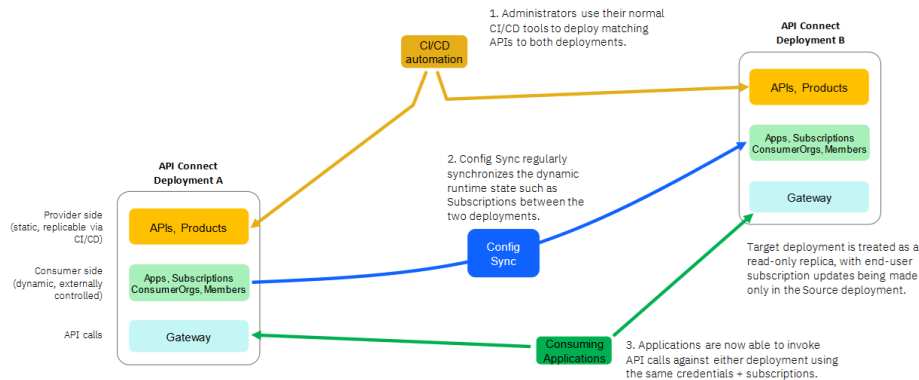 1. Administrators use their normal
CI/CD tools to deploy matching
APIs to both deployments.
CI/CD
automation
API Connect
Deployment B
APIs, Products
Apps, Subscriptions
ConsumerOrgs, Members
Gateway
Target deployment is treated as a
read-only replica, with end-user
subscription updates being made
only in the Source deployment.
2. Config Sync regularly
synchronizes the dynamic
runtime state such as
Subscriptions between the
two deployments.
Config
Sync
API Connect
Deployment A
Provider side
(static, replicable via
CI/CD)
APIs, Products
Consumer side
(dynamic, externally
controlled)
Apps, Subscriptions
ConsumerOrgs, Members
API calls
Gateway
Consuming
Applications
3. Applications are now able to invoke
API calls against either deployment using
the same credentials + subscriptions.